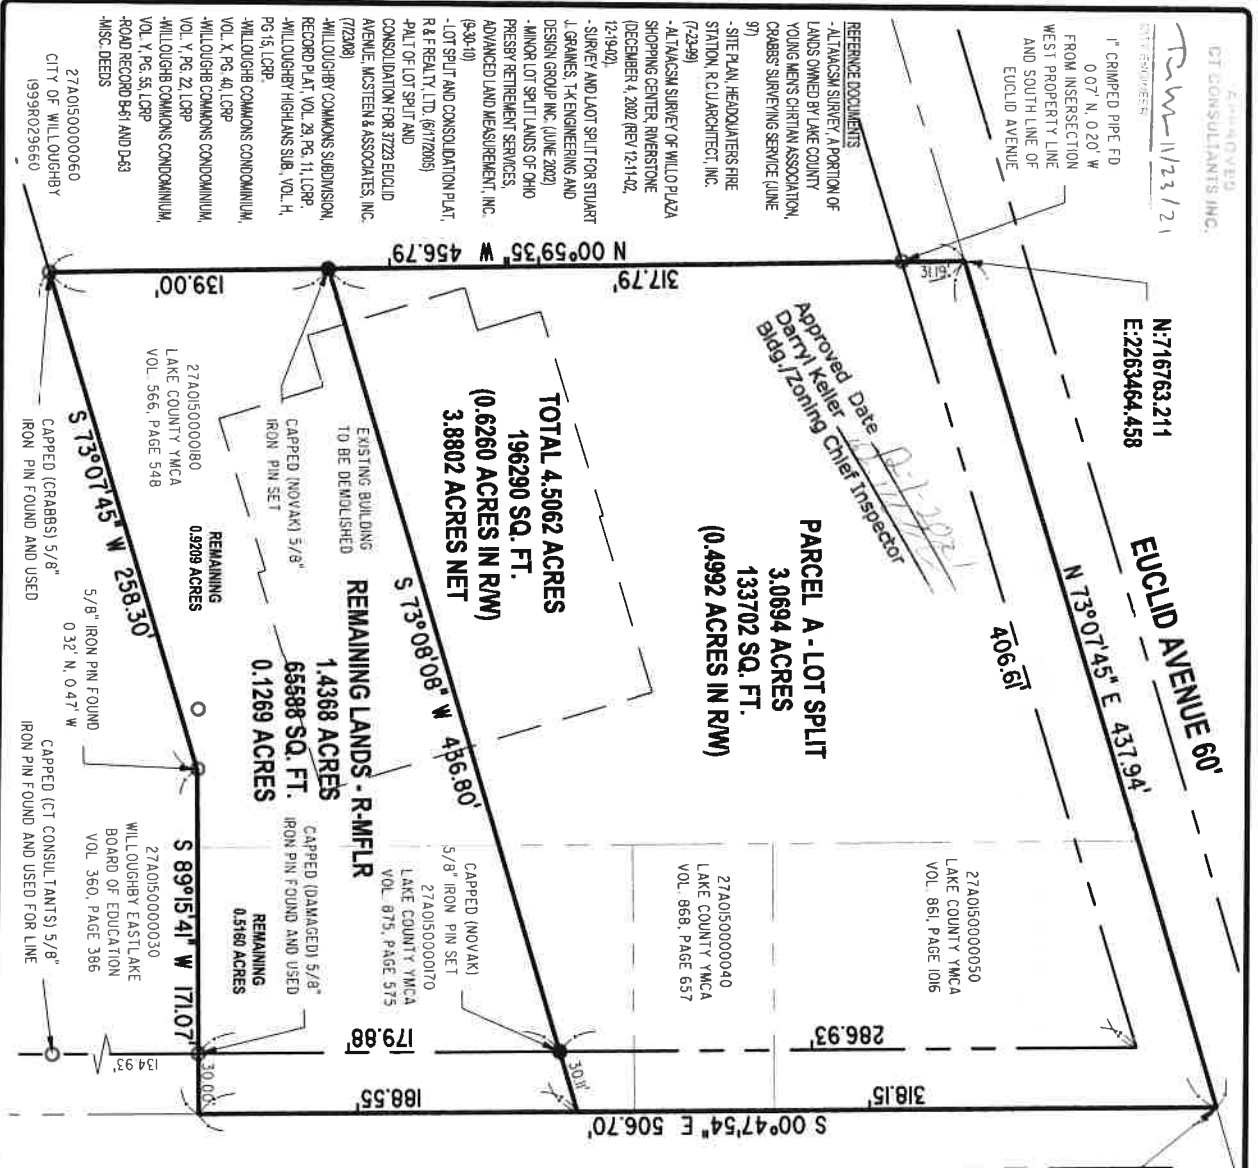 APPROVED
CT CONSULTANTS INC.
11/23/21
1" CRIMPED PIPE FD
0.07' N, 0.20' W
FROM INSERSECTION
WEST PROPERTY LINE
AND SOUTH LINE OF
EUCLID AVENUE
N:716763.211
E:2263464.458
EUCLID AVENUE 60'
N 73°07'45" E 437.94'
406.61'
REFERENCE DOCUMENTS
- ALTA/ACSM SURVEY, A PORTION OF
LANDS OWNED BY LAKE COUNTY
YOUNG MEN'S CHRTIAN ASSOCIATION,
CRABBS' SURVEYING SERVICE (JUNE
97)
- SITE PLAN, HEADQUATERS FIRE
STATION, R.C.U ARCHITECT, INC.
(7-23-99)
- ALTA/ACSM SURVEY OF WILLO PLAZA
SHOPPING CENTER, RIVERSTONE
(DECEMBER 4, 2002 (REV 12-11-02,
12-19-02).
- SURVEY AND LAOT SPLIT FOR STUART
J. GRAINES, T-K ENGINEERING AND
DESIGN GROUP INC. (JUNE 2002)
- MINOR LOT SPLIT LANDS OF OHIO
PRESBY RETIREMENT SERVICES,
ADVANCED LAND MEASUREMENT, INC.
(9-30-10)
- LOT SPLIT AND CONSOLIDATION PLAT,
R & F REALTY, LTD. (6/17/2005)
-PALT OF LOT SPLIT AND
CONSOLIDATION FOR 37723 EUCLID
AVENUE, MCSTEEN & ASSOCIATES, INC.
(7/23/08)
-WILLOUGHBY COMMONS SUBDIVISION,
RECORD PLAT, VOL. 29, PG. 11, LCRP.
-WILLOUGHBY HIGHLANS SUB., VOL. H,
PG 15, LCRP.
-WILLOUGHB COMMONS CONDOMINIUM,
VOL. X, PG. 40, LCRP
-WILLOUGHB COMMONS CONDOMINIUM,
VOL. Y, PG. 22, LCRP
-WILLOUGHB COMMONS CONDOMINIUM,
VOL. Y, PG. 55, LCRP
-ROAD RECORD B-61 AND D-63
-MISC. DEEDS
N 00°59'35" W 456.79'
317.79'
139.00'
31.19'
Approved Date
Darryl Keller
Bldg./Zoning Chief Inspector
PARCEL A - LOT SPLIT
3.0694 ACRES
133702 SQ. FT.
(0.4992 ACRES IN R/W)
TOTAL 4.5062 ACRES
196290 SQ. FT.
(0.6260 ACRES IN R/W)
3.8802 ACRES NET
27A015C000050
LAKE COUNTY YMCA
VOL. 861, PAGE 1016
27A015C000040
LAKE COUNTY YMCA
VOL. 868, PAGE 657
286.93'
318.15'
S 00°47'54" E 506.70'
S 73°08'08" W 436.80'
EXISTING BUILDING
TO BE DEMOLISHED
CAPPED (NOVAK) 5/8"
IRON PIN SET
CAPPED (NOVAK)
5/8" IRON PIN SET
27A015C000170
LAKE COUNTY YMCA
VOL. 875, PAGE 575
REMAINING LANDS - R-MFLR
1.4368 ACRES
65588 SQ. FT.
0.1269 ACRES
CAPPED (DAMAGED) 5/8"
IRON PIN FOUND AND USED
REMAINING
0.5160 ACRES
REMAINING
0.9209 ACRES
179.88'
188.55'
30.11'
30.00'
134.93'
27A015C000180
LAKE COUNTY YMCA
VOL. 566, PAGE 548
S 73°07'45" W 258.30'
S 89°15'41" W 171.07'
27A015C000060
CITY OF WILLOUGHBY
1999R029660
CAPPED (CRABBS) 5/8"
IRON PIN FOUND AND USED
5/8" IRON PIN FOUND
0.32' N, 0.47' W
27A015C000030
WILLOUGHBY EASTLAKE
BOARD OF EDUCATION
VOL 360, PAGE 386
CAPPED (CT CONSULTANTS) 5/8"
IRON PIN FOUND AND USED FOR LINE